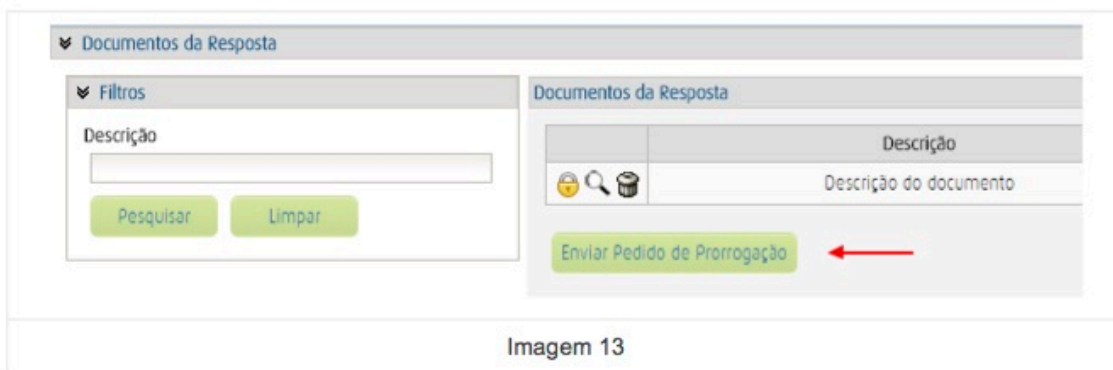 Documentos da Resposta
Filtros
Descrição
Pesquisar
Limpar
Documentos da Resposta
Descrição
Descrição do documento
Enviar Pedido de Prorrogação
Imagem 13